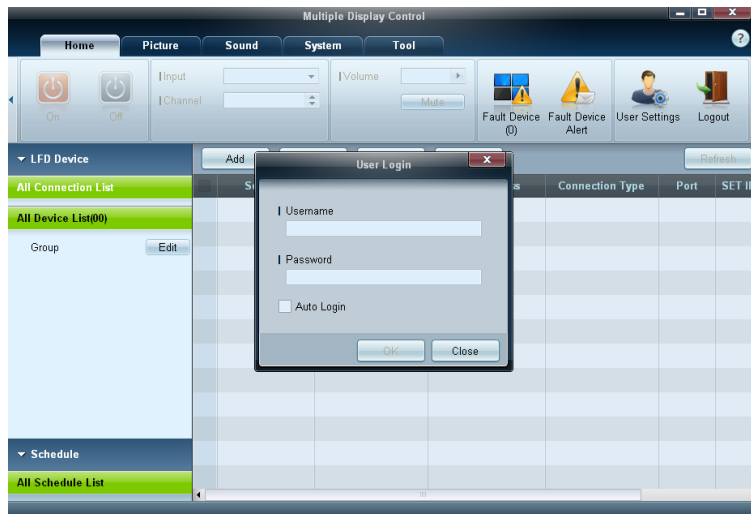 Multiple Display Control
Home Picture Sound System Tool
?
Input
Channel
On Off
Volume
Mute
Fault Device
(0)
Fault Device
Alert
User Settings
Logout
LFD Device
All Connection List
All Device List(00)
Group Edit
Add
Refresh
Connection Type Port SET I
User Login
Username
Password
Auto Login
OK Close
Schedule
All Schedule List